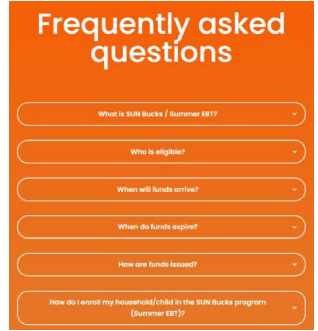 Frequently asked
questions
What is SUN Bucks / Summer EBT?
Who is eligible?
When will funds arrive?
When do funds expire?
How are funds issued?
How do I enroll my household/child in the SUN Bucks program
(Summer EBT)?